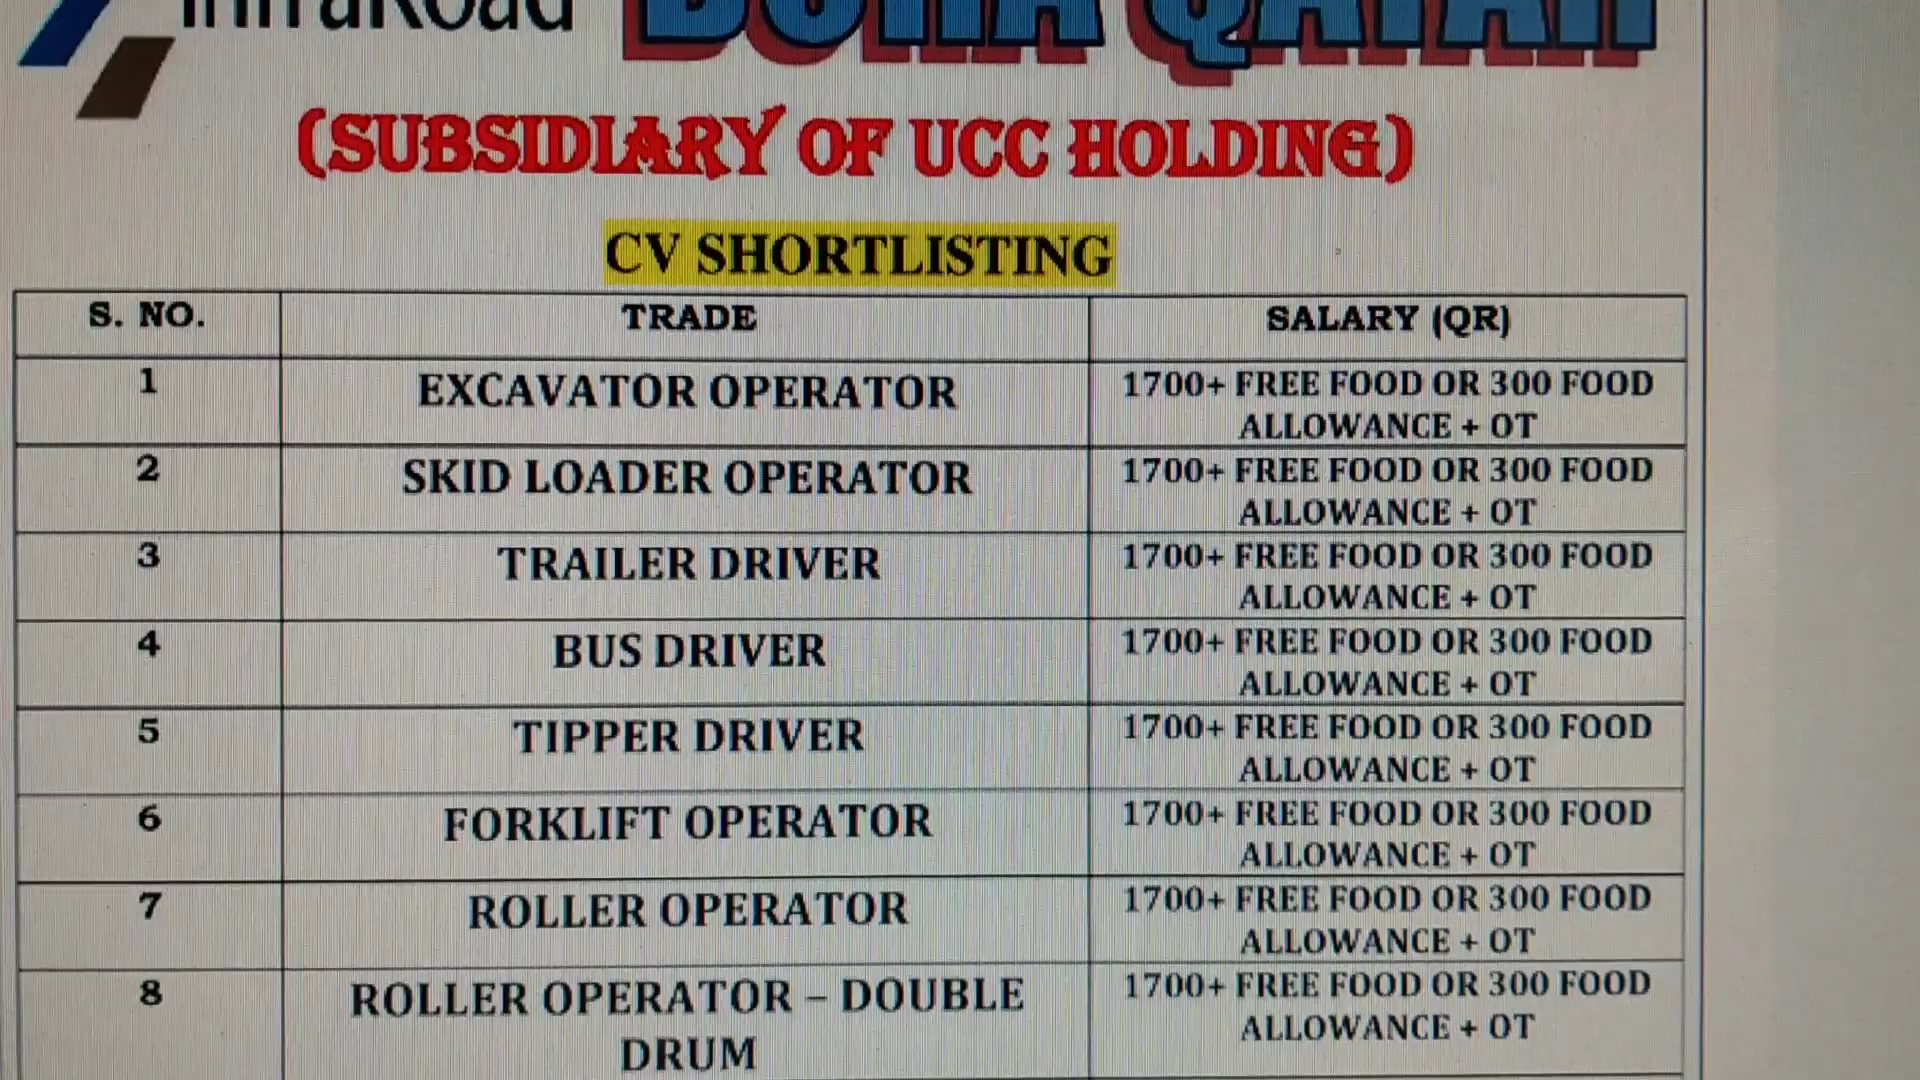 InfraRoad DOHA QATAR
(SUBSIDIARY OF UCC HOLDING)
CV SHORTLISTING
S. NO. TRADE SALARY (QR)
1 EXCAVATOR OPERATOR 1700+ FREE FOOD OR 300 FOOD
ALLOWANCE + OT
2 SKID LOADER OPERATOR 1700+ FREE FOOD OR 300 FOOD
ALLOWANCE + OT
3 TRAILER DRIVER 1700+ FREE FOOD OR 300 FOOD
ALLOWANCE + OT
4 BUS DRIVER 1700+ FREE FOOD OR 300 FOOD
ALLOWANCE + OT
5 TIPPER DRIVER 1700+ FREE FOOD OR 300 FOOD
ALLOWANCE + OT
6 FORKLIFT OPERATOR 1700+ FREE FOOD OR 300 FOOD
ALLOWANCE + OT
7 ROLLER OPERATOR 1700+ FREE FOOD OR 300 FOOD
ALLOWANCE + OT
8 ROLLER OPERATOR – DOUBLE 1700+ FREE FOOD OR 300 FOOD
DRUM ALLOWANCE + OT